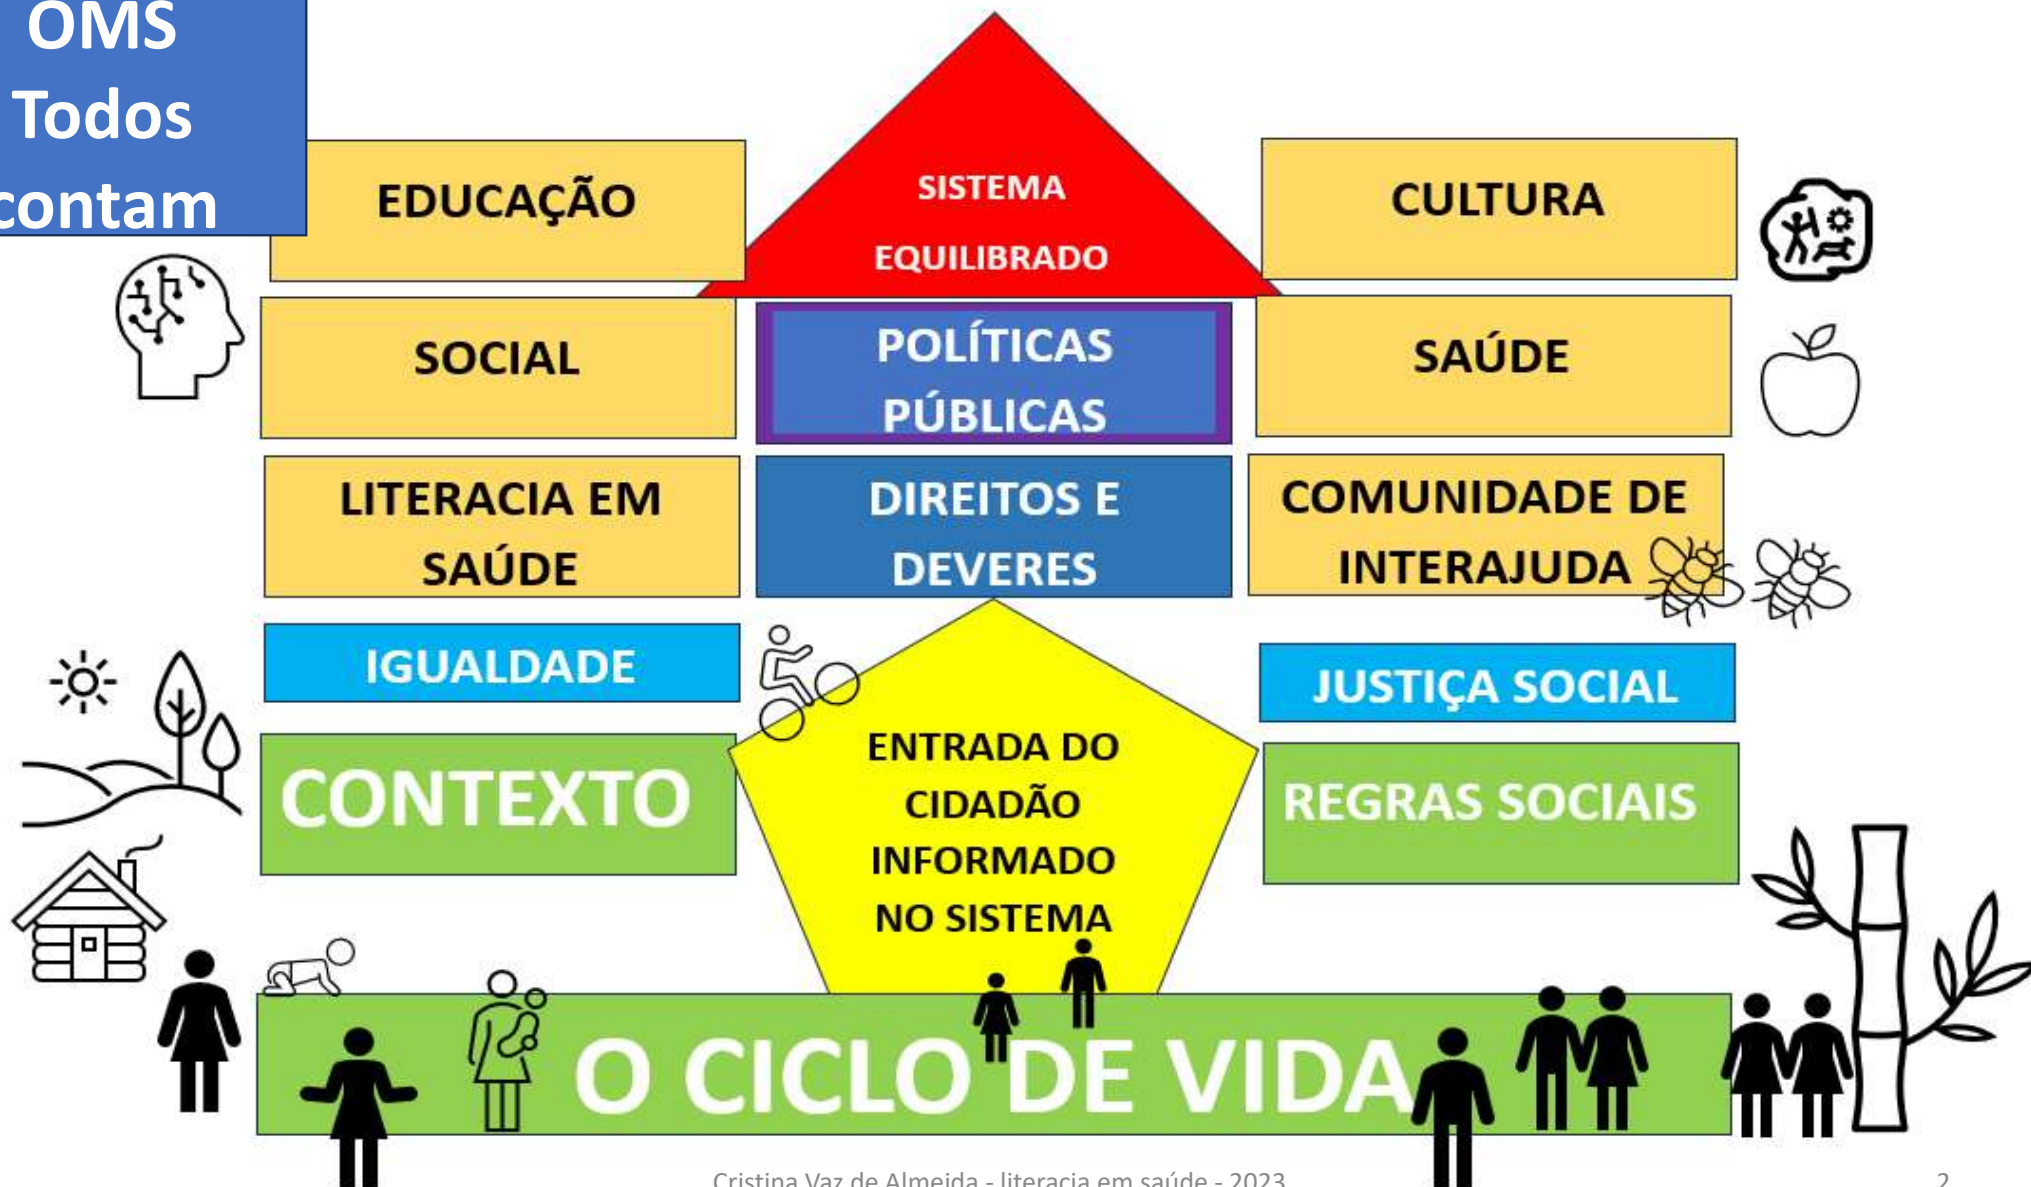 OMS
Todos
contam
EDUCAÇÃO
SISTEMA
EQUILIBRADO
CULTURA
SOCIAL
POLÍTICAS
PÚBLICAS
SAÚDE
LITERACIA EM
SAÚDE
DIREITOS E
DEVERES
COMUNIDADE DE
INTERAJUDA
IGUALDADE
JUSTIÇA SOCIAL
CONTEXTO
ENTRADA DO
CIDADÃO
INFORMADO
NO SISTEMA
REGRAS SOCIAIS
O CICLO DE VIDA
Cristina Vaz de Almeida - literacia em saúde - 2023
2